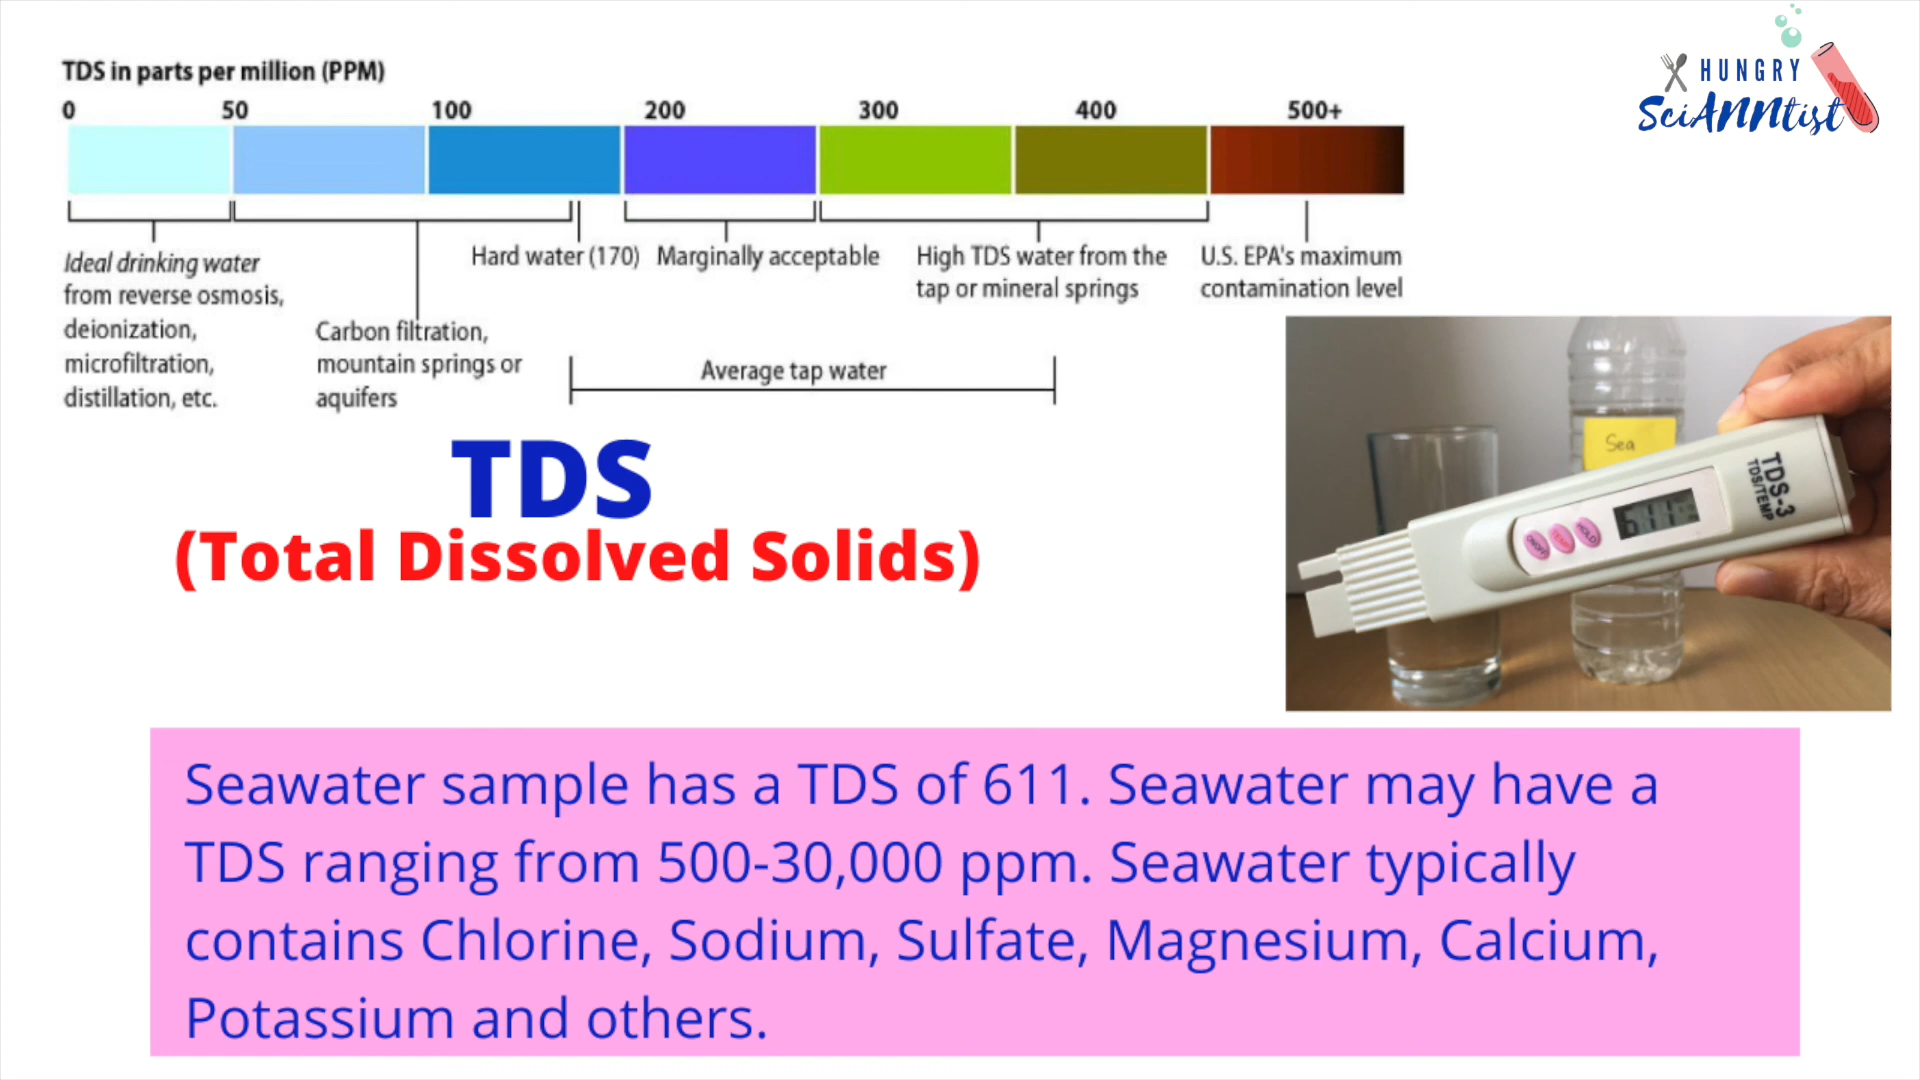 TDS in parts per million (PPM)
0 50 100 200 300 400 500+
Ideal drinking water
from reverse osmosis,
deionization,
microfiltration,
distillation, etc.
Carbon filtration,
mountain springs or
aquifers
Hard water (170)
Marginally acceptable
High TDS water from the
tap or mineral springs
U.S. EPA's maximum
contamination level
Average tap water
HUNGRY
SciANNtist
TDS
(Total Dissolved Solids)
Sea
TDS-3
TDS/TEMP
611
ON/OFF
TEMP
HOLD
Seawater sample has a TDS of 611. Seawater may have a
TDS ranging from 500-30,000 ppm. Seawater typically
contains Chlorine, Sodium, Sulfate, Magnesium, Calcium,
Potassium and others.